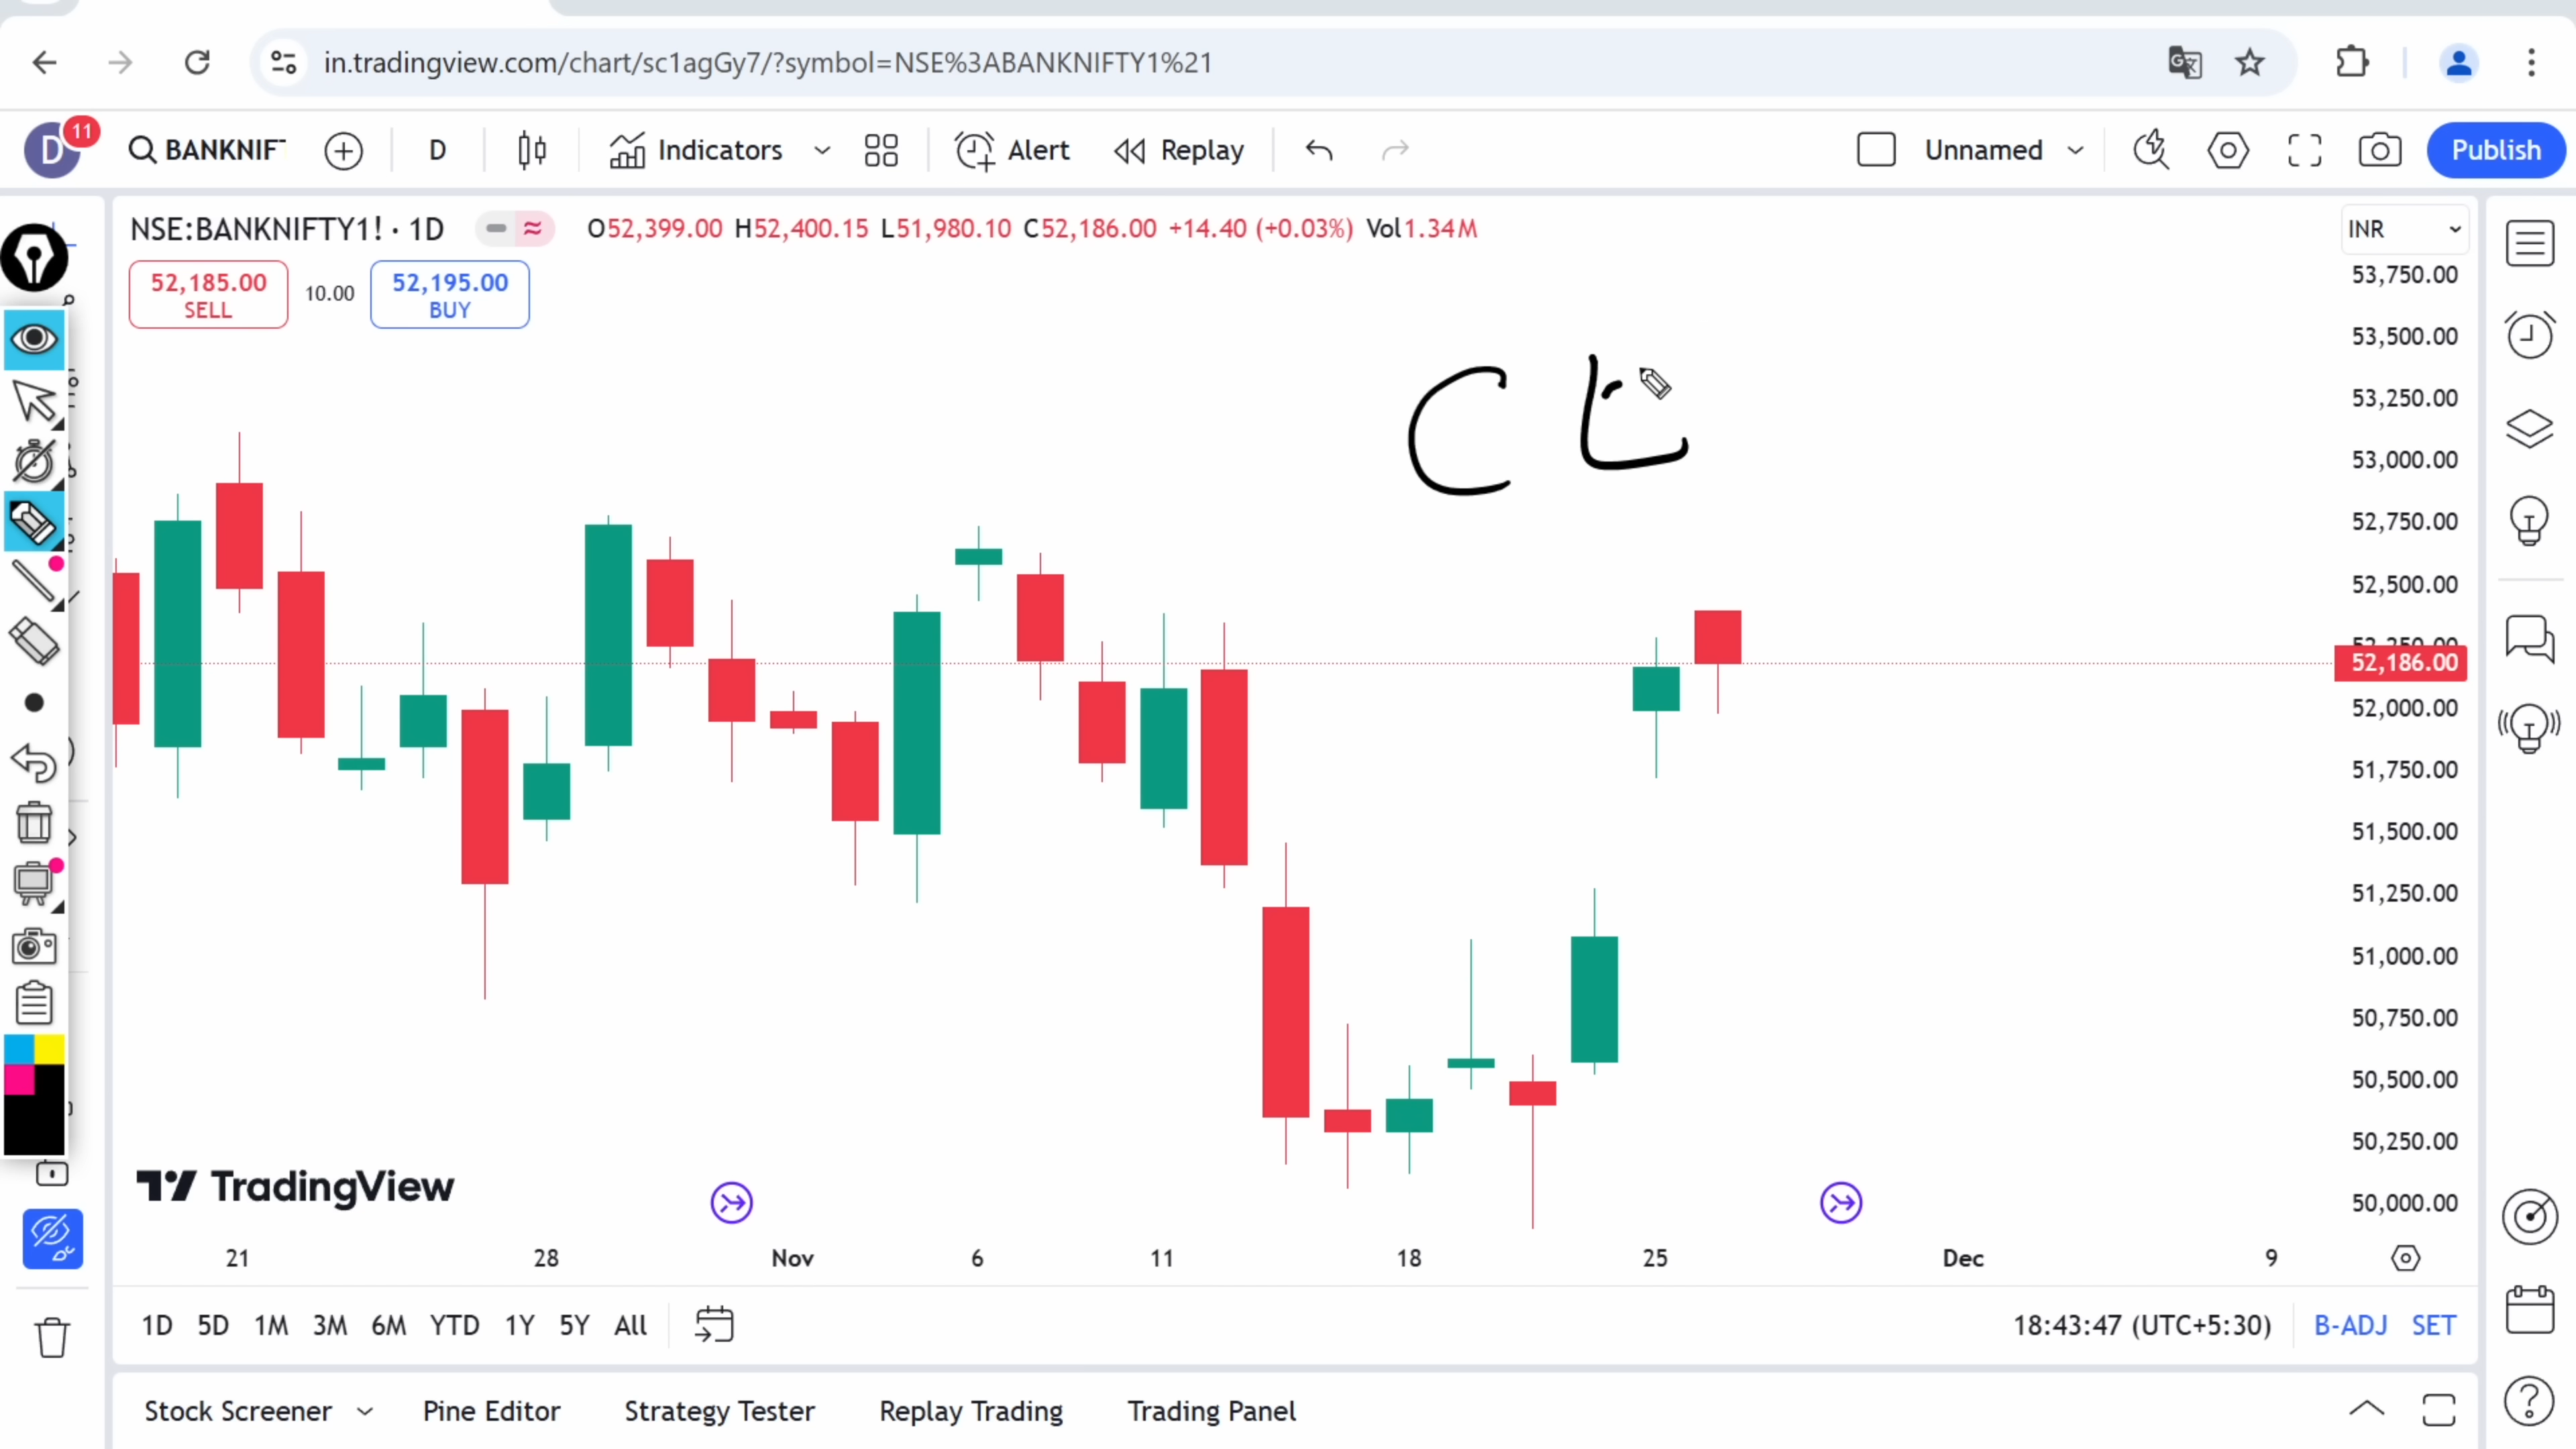 in.tradingview.com/chart/sc1agGy7/?symbol=NSE%3ABANKNIFTY1%21
D 11 BANKNIF D Indicators Alert Replay Unnamed Publish
NSE:BANKNIFTY1! · 1D O52,399.00 H52,400.15 L51,980.10 C52,186.00 +14.40 (+0.03%) Vol1.34M INR
52,185.00 SELL 10.00 52,195.00 BUY
C E
53,750.00
53,500.00
53,250.00
53,000.00
52,750.00
52,500.00
52,250.00
52,186.00
52,000.00
51,750.00
51,500.00
51,250.00
51,000.00
50,750.00
50,500.00
50,250.00
50,000.00
TradingView
21 28 Nov 6 11 18 25 Dec 9
1D 5D 1M 3M 6M YTD 1Y 5Y All 18:43:47 (UTC+5:30) B-ADJ SET
Stock Screener Pine Editor Strategy Tester Replay Trading Trading Panel